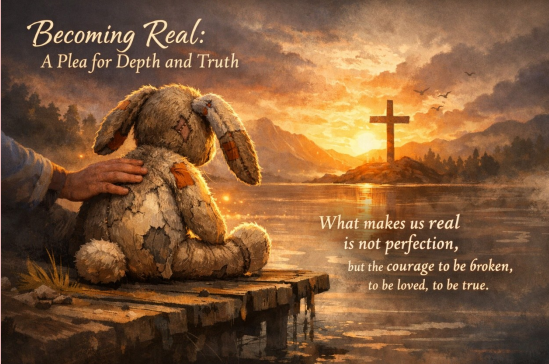 Becoming Real:
A Plea for Depth and Truth
What makes us real
is not perfection,
but the courage to be broken,
to be loved, to be true.